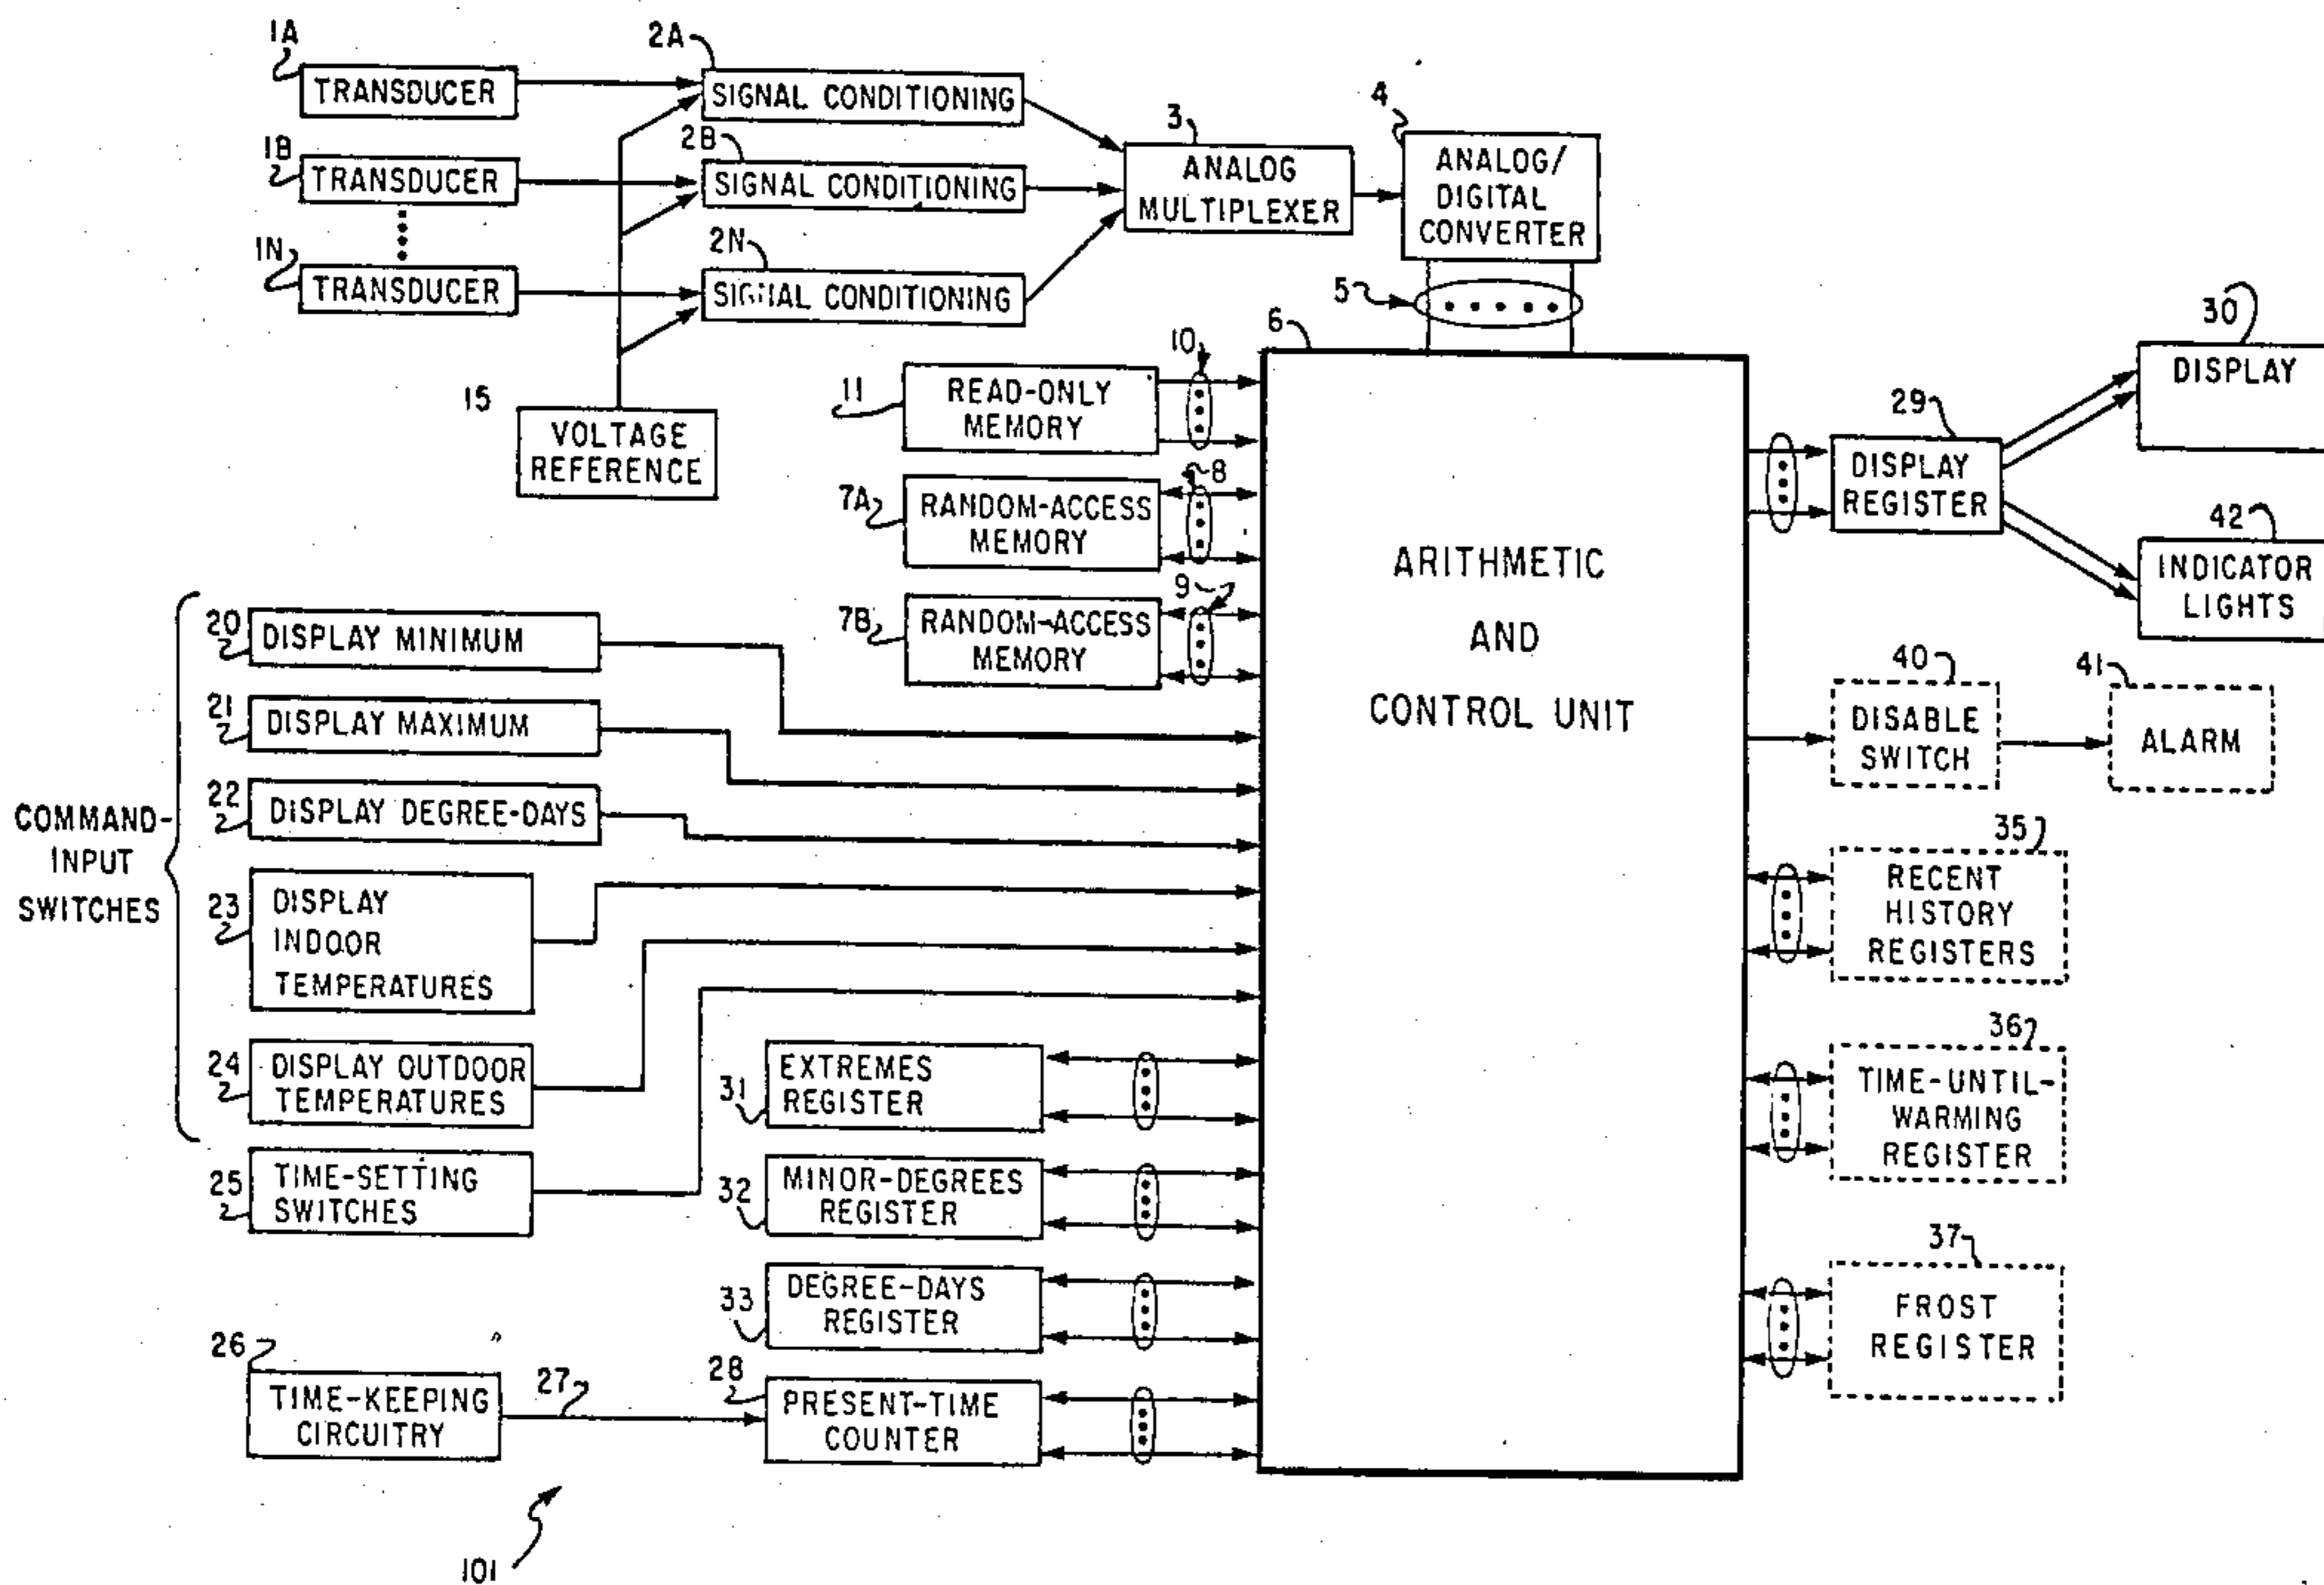 1A
TRANSDUCER
2A
SIGNAL CONDITIONING
1B
TRANSDUCER
2B
SIGNAL CONDITIONING
1N
TRANSDUCER
2N
SIGNAL CONDITIONING
3
ANALOG
MULTIPLEXER
4
ANALOG/
DIGITAL
CONVERTER
5
15
VOLTAGE
REFERENCE
6
ARITHMETIC
AND
CONTROL UNIT
10
11
READ-ONLY
MEMORY
8
7A
RANDOM-ACCESS
MEMORY
9
7B
RANDOM-ACCESS
MEMORY
COMMAND-
INPUT
SWITCHES
20
DISPLAY MINIMUM
21
DISPLAY MAXIMUM
22
DISPLAY DEGREE-DAYS
23
DISPLAY
INDOOR
TEMPERATURES
24
DISPLAY OUTDOOR
TEMPERATURES
25
TIME-SETTING
SWITCHES
26
TIME-KEEPING
CIRCUITRY
27
31
EXTREMES
REGISTER
32
MINOR-DEGREES
REGISTER
33
DEGREE-DAYS
REGISTER
28
PRESENT-TIME
COUNTER
29
DISPLAY
REGISTER
30
DISPLAY
42
INDICATOR
LIGHTS
40
DISABLE
SWITCH
41
ALARM
35
RECENT
HISTORY
REGISTERS
36
TIME-UNTIL-
WARMING
REGISTER
37
FROST
REGISTER
101